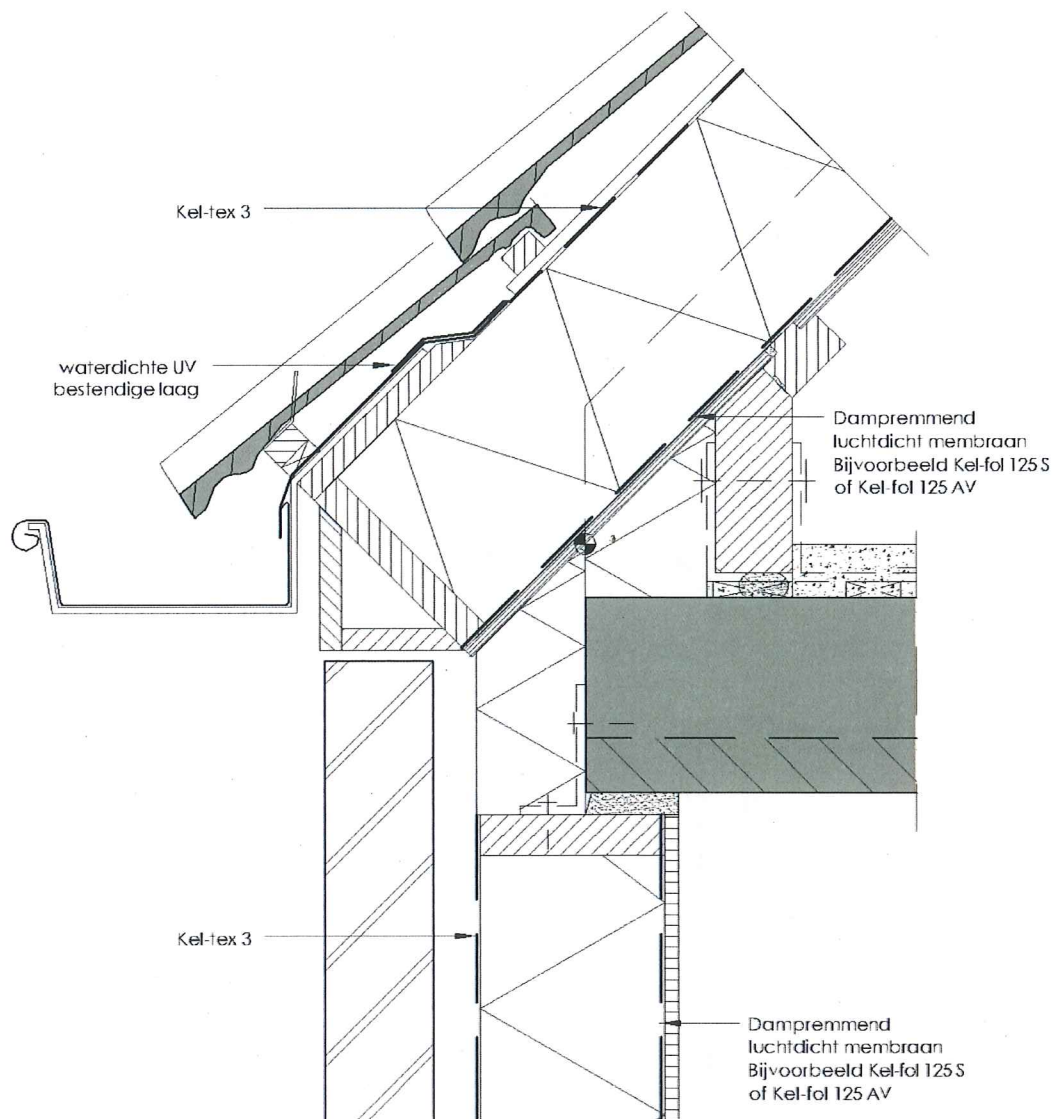 Kel-tex 3
waterdichte UV
bestendige laag
Dampremmend
luchtdicht membraan
Bijvoorbeeld Kel-fol 125 S
of Kel-fol 125 AV
Kel-tex 3
Dampremmend
luchtdicht membraan
Bijvoorbeeld Kel-fol 125 S
of Kel-fol 125 AV